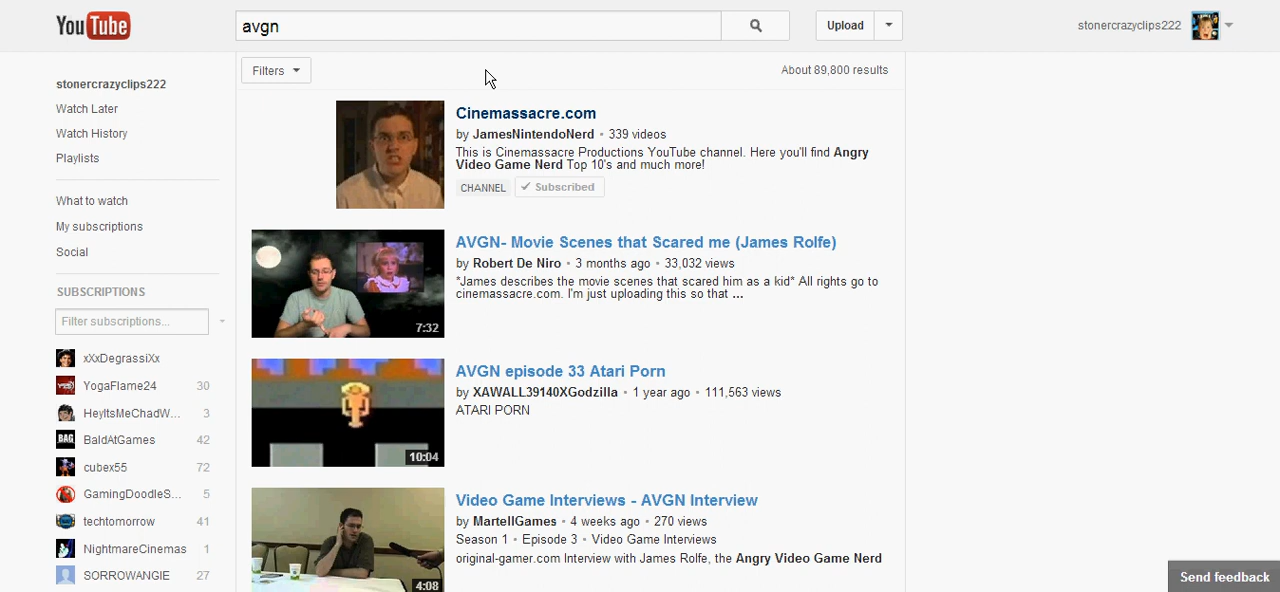 YouTube
avgn
Upload
stonercrazyclips222
stonercrazyclips222
Watch Later
Watch History
Playlists
What to watch
My subscriptions
Social
SUBSCRIPTIONS
Filter subscriptions...
xXxDegrassiXx
YogaFlame24 30
HeyItsMeChadW... 3
BaldAtGames 42
cubex55 72
GamingDoodleS... 5
techtomorrow 41
NightmareCinemas 1
SORROWANGIE 27
Filters
About 89,800 results
Cinemassacre.com
by JamesNintendoNerd • 339 videos
This is Cinemassacre Productions YouTube channel. Here you'll find Angry
Video Game Nerd Top 10's and much more!
CHANNEL ✓ Subscribed
7:32
AVGN- Movie Scenes that Scared me (James Rolfe)
by Robert De Niro • 3 months ago • 33,032 views
*James describes the movie scenes that scared him as a kid* All rights go to
cinemassacre.com. I'm just uploading this so that ...
10:04
AVGN episode 33 Atari Porn
by XAWALL39140XGodzilla • 1 year ago • 111,563 views
ATARI PORN
4:08
Video Game Interviews - AVGN Interview
by MartellGames • 4 weeks ago • 270 views
Season 1 • Episode 3 • Video Game Interviews
original-gamer.com Interview with James Rolfe, the Angry Video Game Nerd
Send feedback